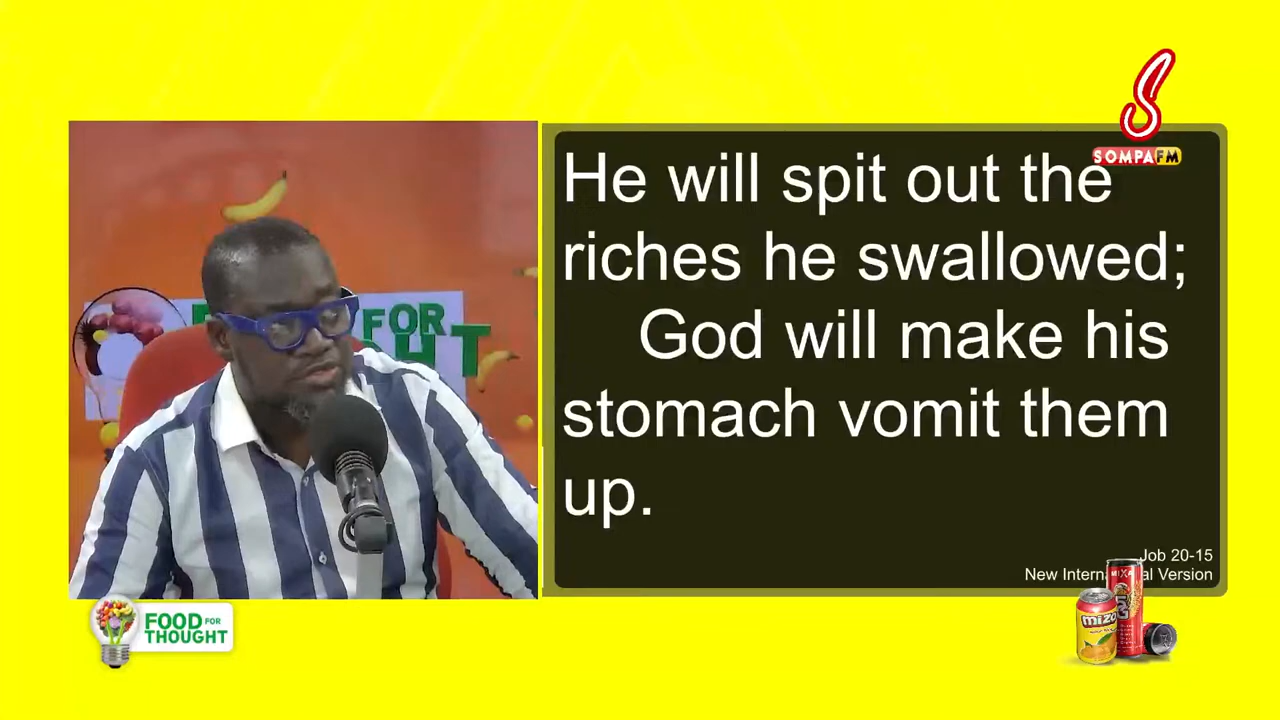 SOMPA FM
He will spit out the
riches he swallowed;
God will make his
stomach vomit them
up.
Job 20-15
FOR
FOOD FOR
THOUGHT
mizo